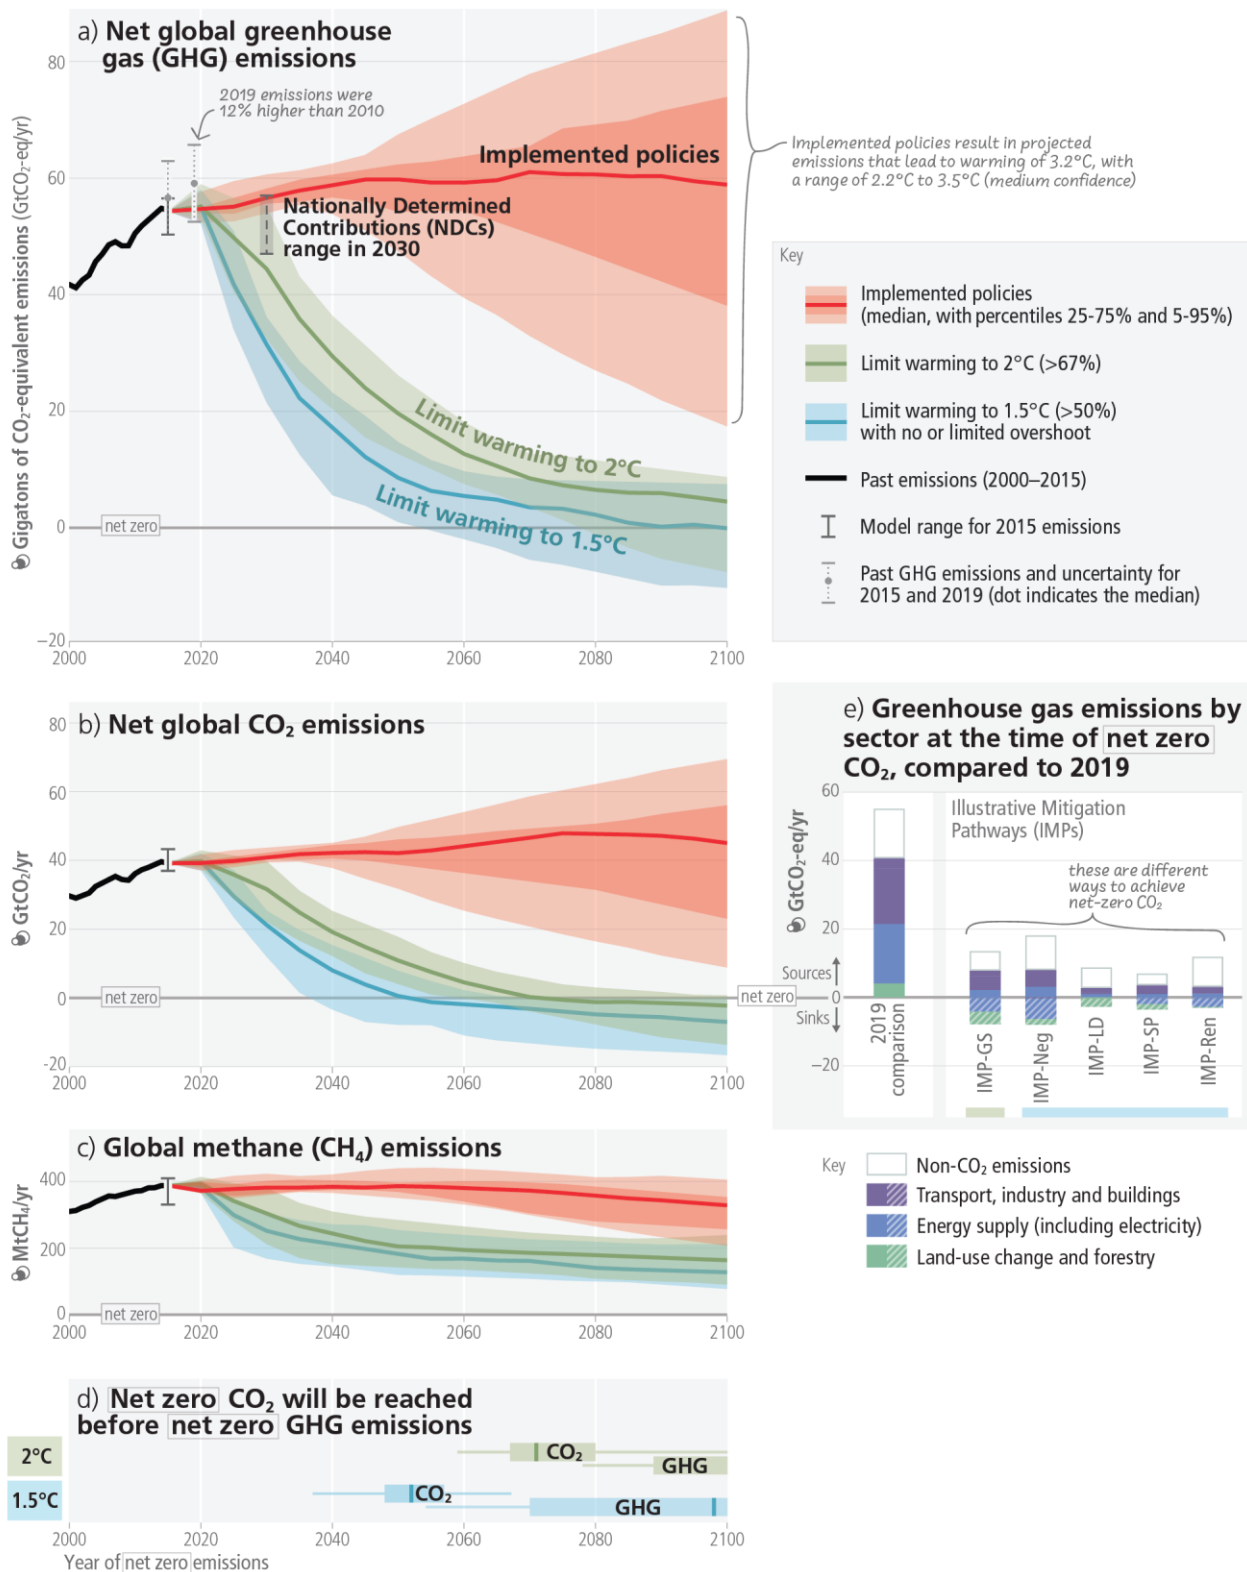 a) Net global greenhouse
gas (GHG) emissions
2019 emissions were
12% higher than 2010
Gigatons of CO₂-equivalent emissions (GtCO₂-eq/yr)
80
60
40
20
0
−20
net zero
Implemented policies
Nationally Determined
Contributions (NDCs)
range in 2030
Limit warming to 2°C
Limit warming to 1.5°C
2000 2020 2040 2060 2080 2100
Implemented policies result in projected
emissions that lead to warming of 3.2°C, with
a range of 2.2°C to 3.5°C (medium confidence)
Key
Implemented policies
(median, with percentiles 25-75% and 5-95%)
Limit warming to 2°C (>67%)
Limit warming to 1.5°C (>50%)
with no or limited overshoot
Past emissions (2000–2015)
Model range for 2015 emissions
Past GHG emissions and uncertainty for
2015 and 2019 (dot indicates the median)
b) Net global CO₂ emissions
GtCO₂/yr
80
60
40
20
0
-20
net zero
2000 2020 2040 2060 2080 2100
c) Global methane (CH₄) emissions
MtCH₄/yr
400
200
0
net zero
2000 2020 2040 2060 2080 2100
d) Net zero CO₂ will be reached
before net zero GHG emissions
2°C
CO₂
GHG
1.5°C
CO₂
GHG
2000 2020 2040 2060 2080 2100
Year of net zero emissions
e) Greenhouse gas emissions by
sector at the time of net zero
CO₂, compared to 2019
GtCO₂-eq/yr
60
40
20
0
−20
Sources
net zero
Sinks
Illustrative Mitigation
Pathways (IMPs)
these are different
ways to achieve
net-zero CO₂
2019
comparison
IMP-GS
IMP-Neg
IMP-LD
IMP-SP
IMP-Ren
Key
Non-CO₂ emissions
Transport, industry and buildings
Energy supply (including electricity)
Land-use change and forestry